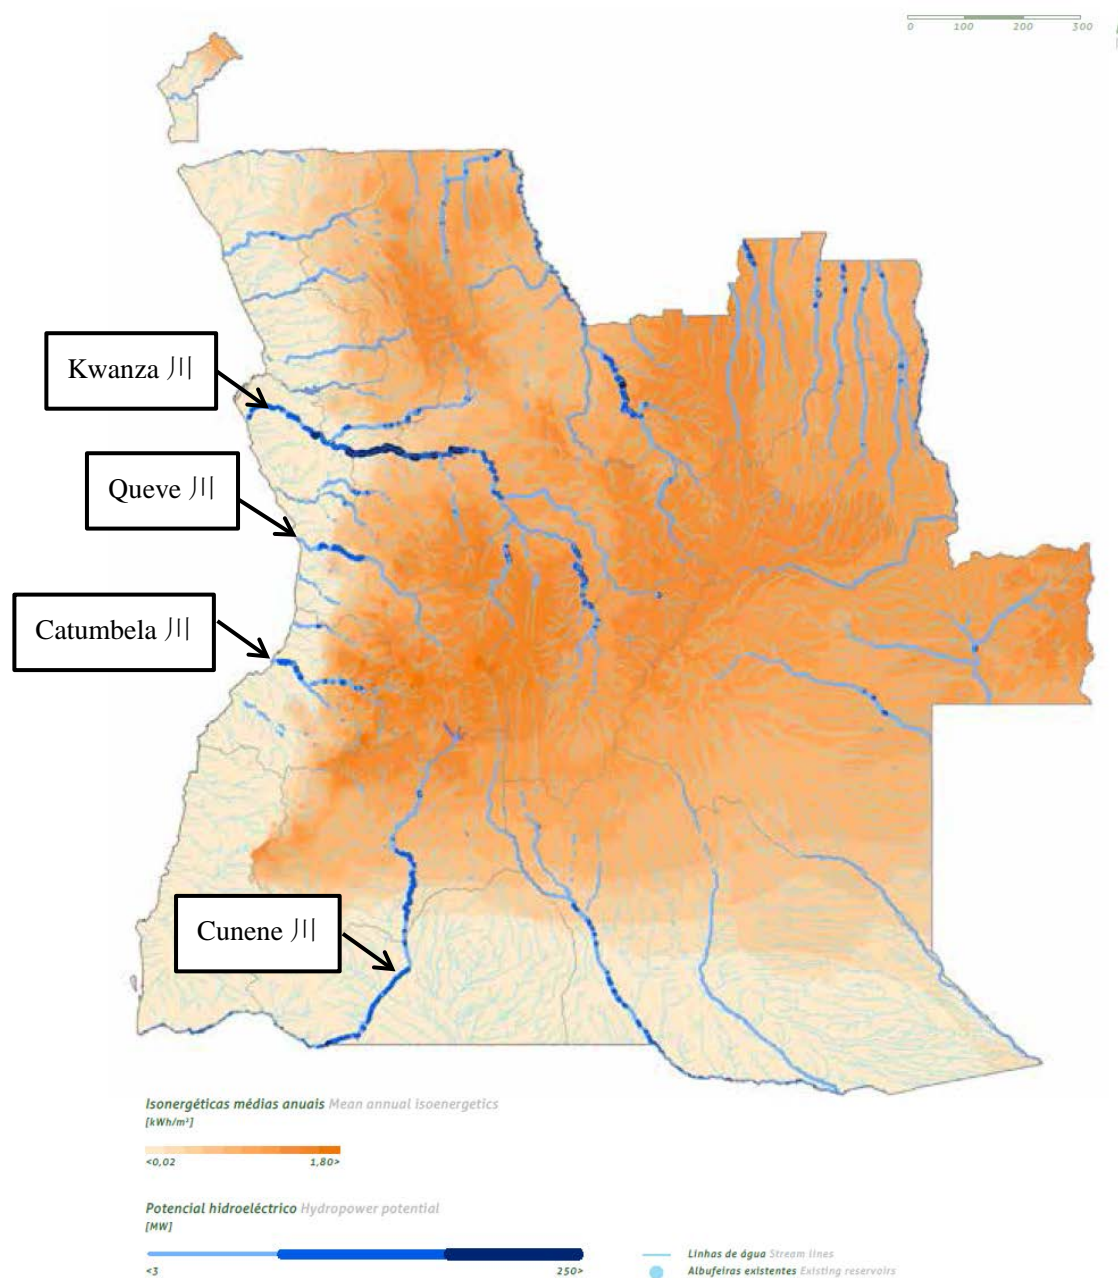 0 100 200 300
Kwanza 川
Queve 川
Catumbela 川
Cunene 川
Isonergéticas médias anuais Mean annual isoenergetics
[kWh/m²]
<0,02 1,80>
Potencial hidroeléctrico Hydropower potential
[MW]
<3 250>
Linhas de água Stream lines
Albufeiras existentes Existing reservoirs